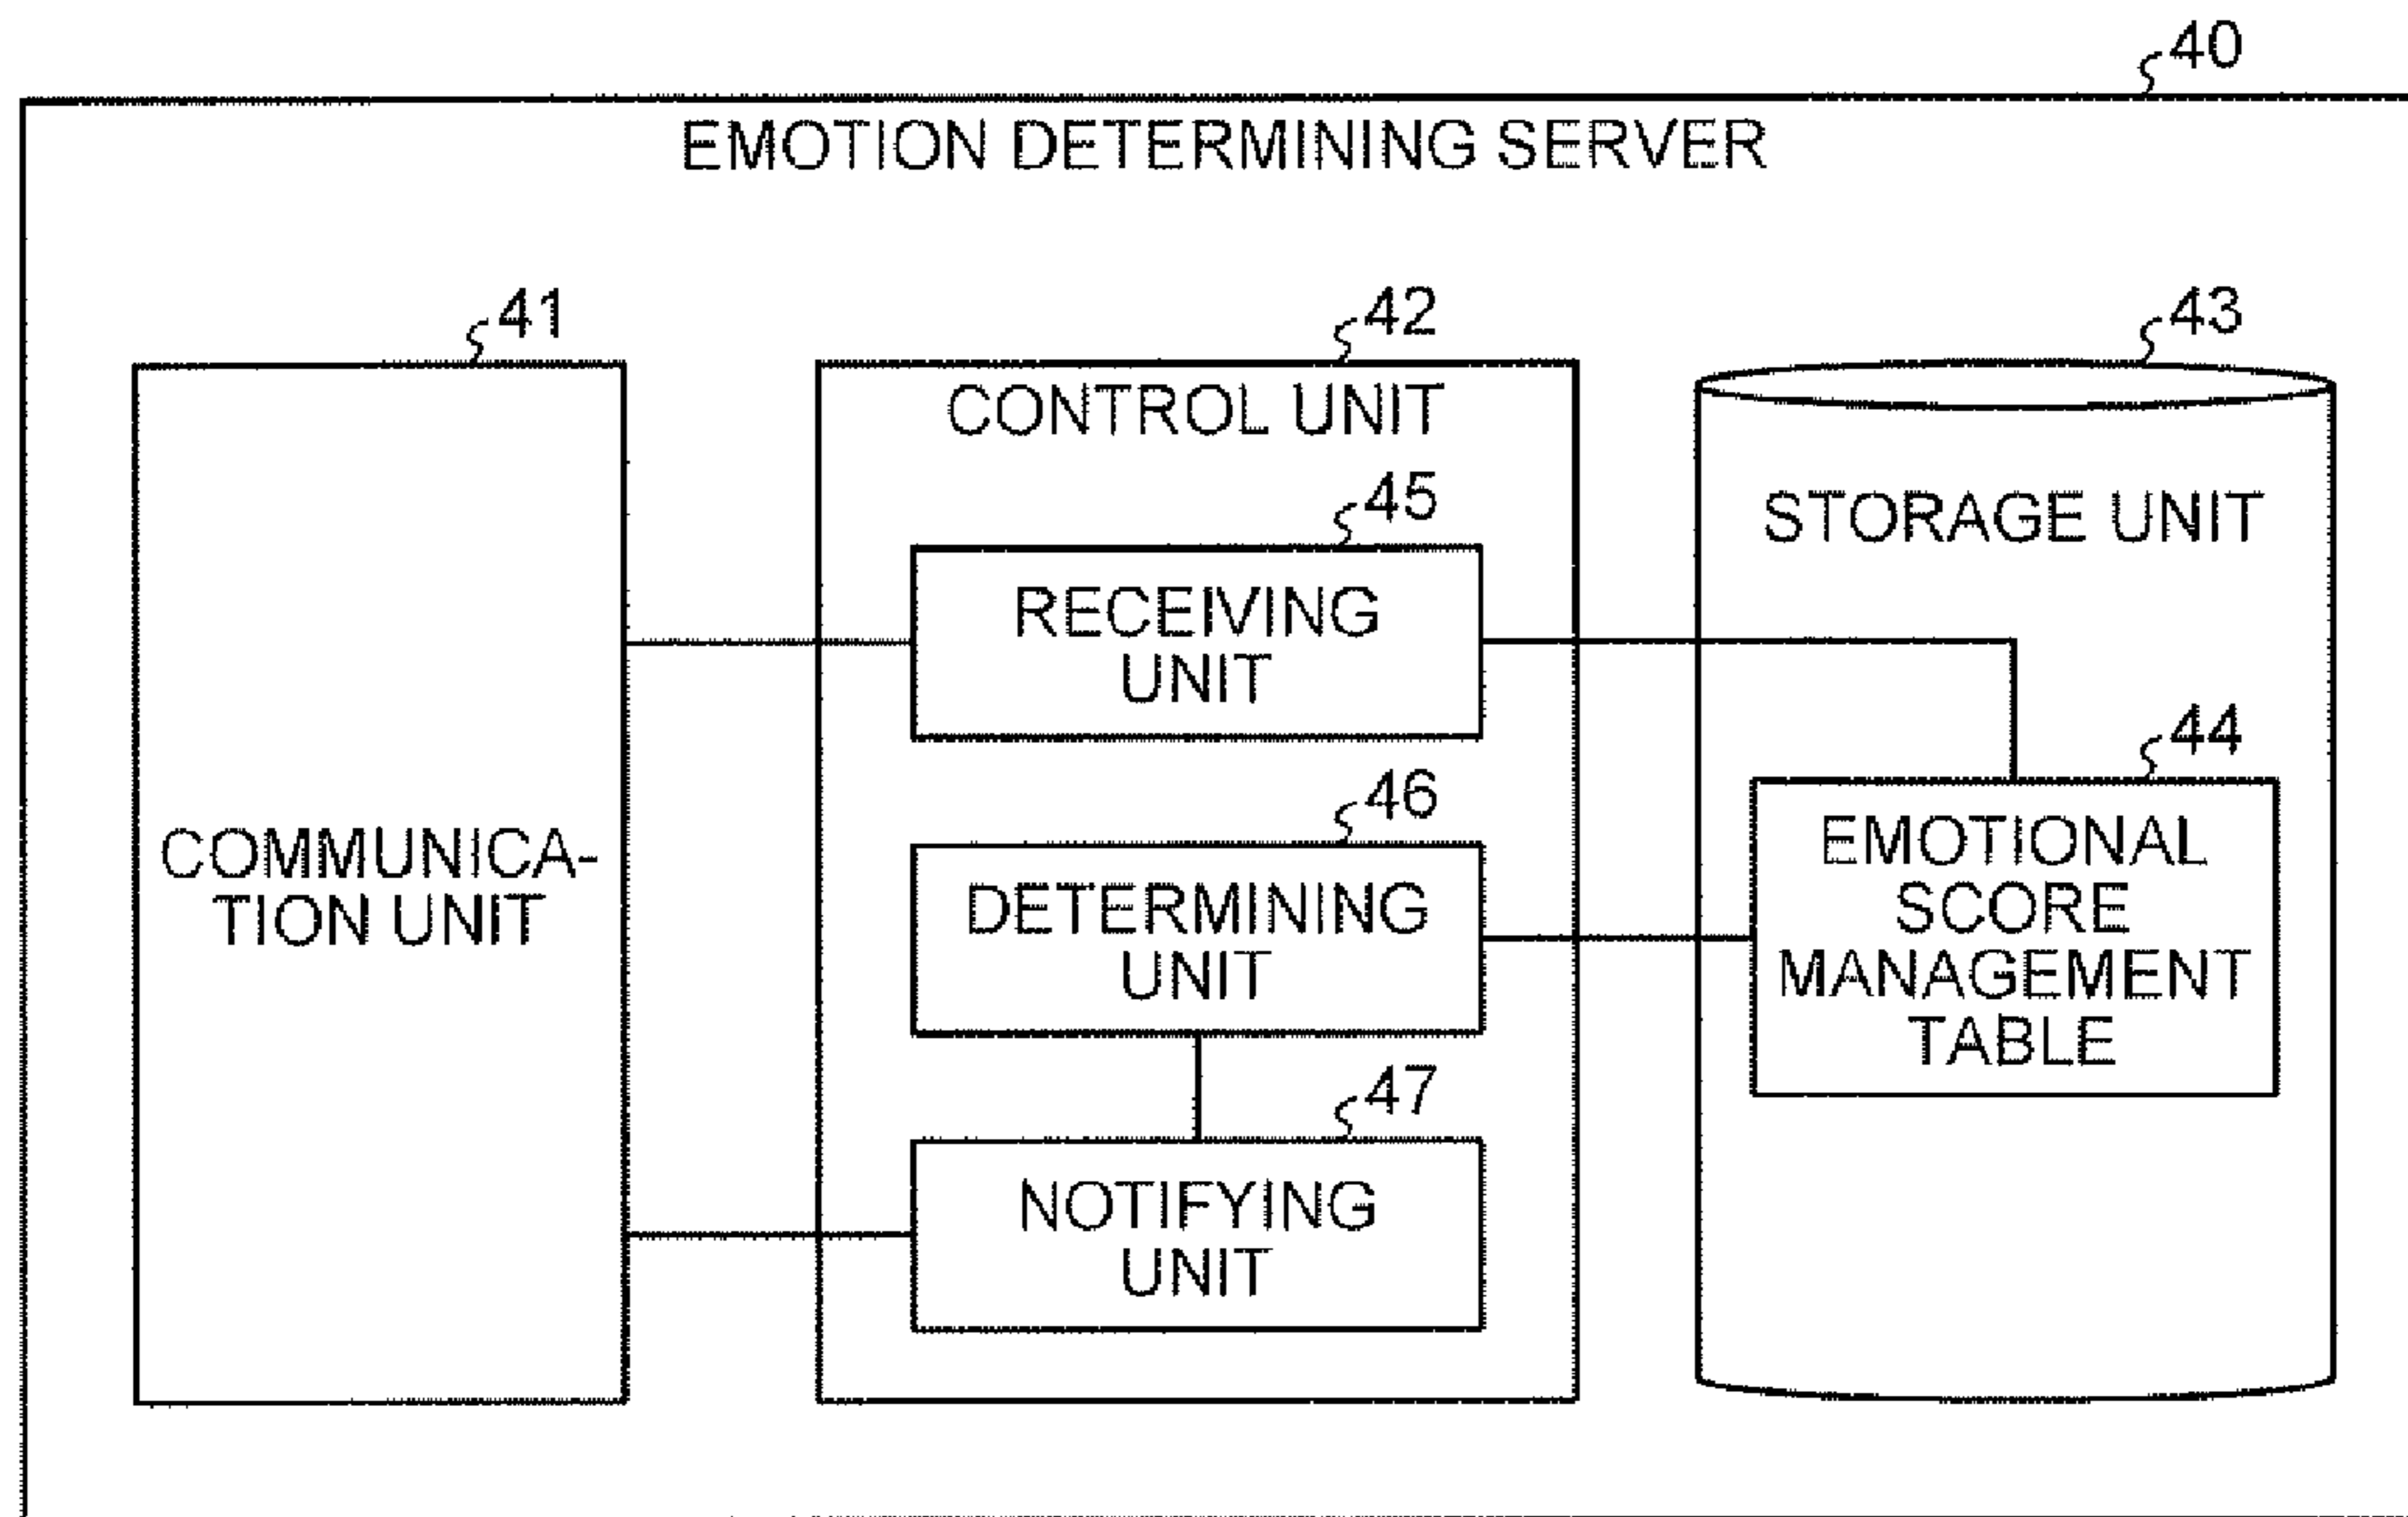 40
EMOTION DETERMINING SERVER
41
42
43
COMMUNICA-
TION UNIT
CONTROL UNIT
45
RECEIVING
UNIT
46
DETERMINING
UNIT
47
NOTIFYING
UNIT
STORAGE UNIT
44
EMOTIONAL
SCORE
MANAGEMENT
TABLE